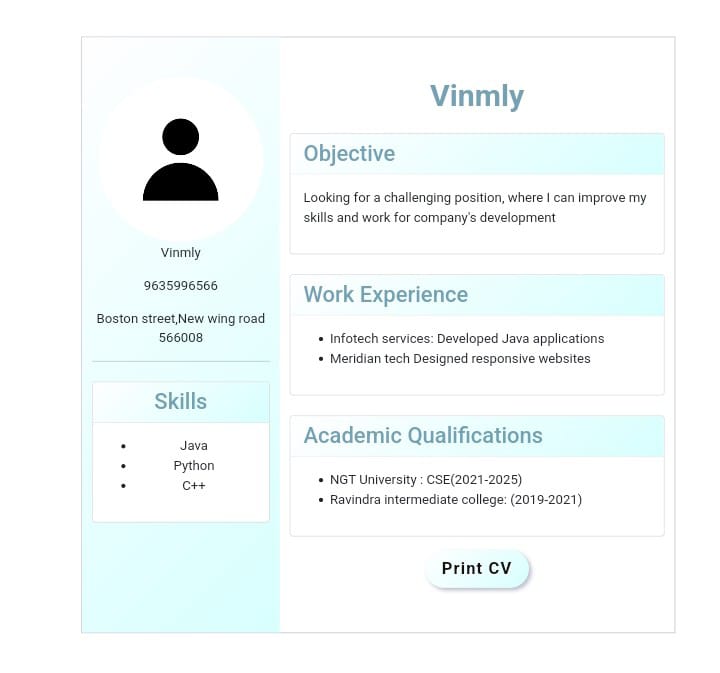 Vinmly
9635996566
Boston street,New wing road
566008
Skills
Java
Python
C++
Vinmly
Objective
Looking for a challenging position, where I can improve my
skills and work for company's development
Work Experience
Infotech services: Developed Java applications
Meridian tech Designed responsive websites
Academic Qualifications
NGT University : CSE(2021-2025)
Ravindra intermediate college: (2019-2021)
Print CV